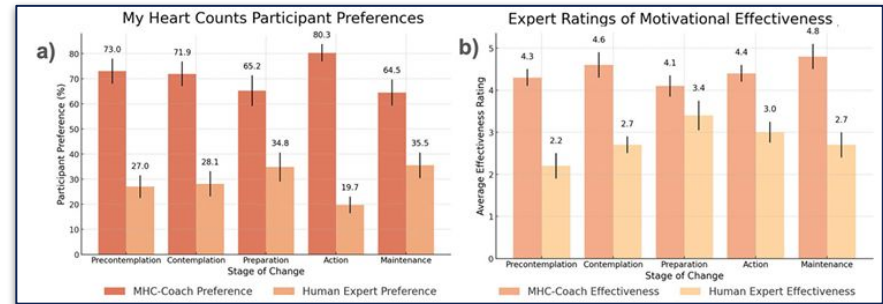 My Heart Counts Participant Preferences
a)
Participant Preference (%)
80
70
60
50
40
30
20
10
0
73.0
27.0
71.9
28.1
65.2
34.8
80.3
19.7
64.5
35.5
Precontemplation Contemplation Preparation Action Maintenance
Stage of Change
MHC-Coach Preference Human Expert Preference
Expert Ratings of Motivational Effectiveness
b)
Average Effectiveness Rating
5
4
3
2
1
0
4.3
2.2
4.6
2.7
4.1
3.4
4.4
3.0
4.8
2.7
Precontemplation Contemplation Preparation Action Maintenance
Stage of Change
MHC-Coach Effectiveness Human Expert Effectiveness